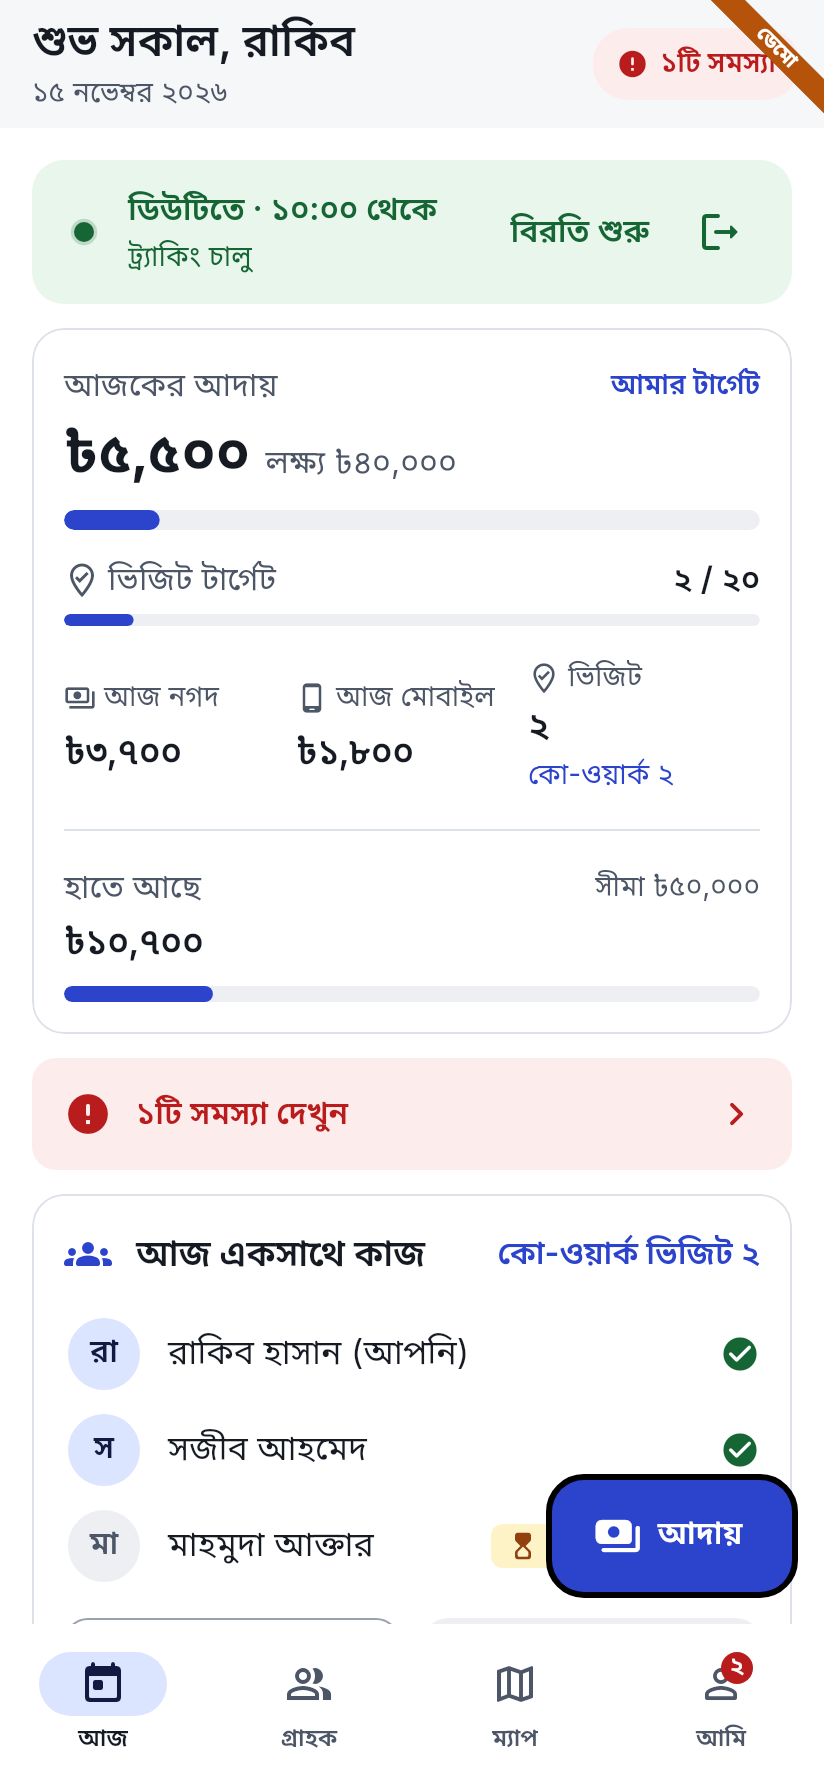 শুভ সকাল, রাকিব
১৫ নভেম্বর ২০২৬
১টি সমস্যা
ডেমো
ডিউটিতে · ১০:০০ থেকে
ট্র্যাকিং চালু
বিরতি শুরু
আজকের আদায়
আমার টার্গেট
৳৫,৫০০ লক্ষ্য ৳৪০,০০০
ভিজিট টার্গেট
২ / ২০
আজ নগদ
৳৩,৭০০
আজ মোবাইল
৳১,৮০০
ভিজিট
২
কো-ওয়ার্ক ২
হাতে আছে
সীমা ৳৫০,০০০
৳১০,৭০০
১টি সমস্যা দেখুন
আজ একসাথে কাজ
কো-ওয়ার্ক ভিজিট ২
রা
রাকিব হাসান (আপনি)
স
সজীব আহমেদ
মা
মাহমুদা আক্তার
আদায়
আজ
গ্রাহক
ম্যাপ
২
আমি